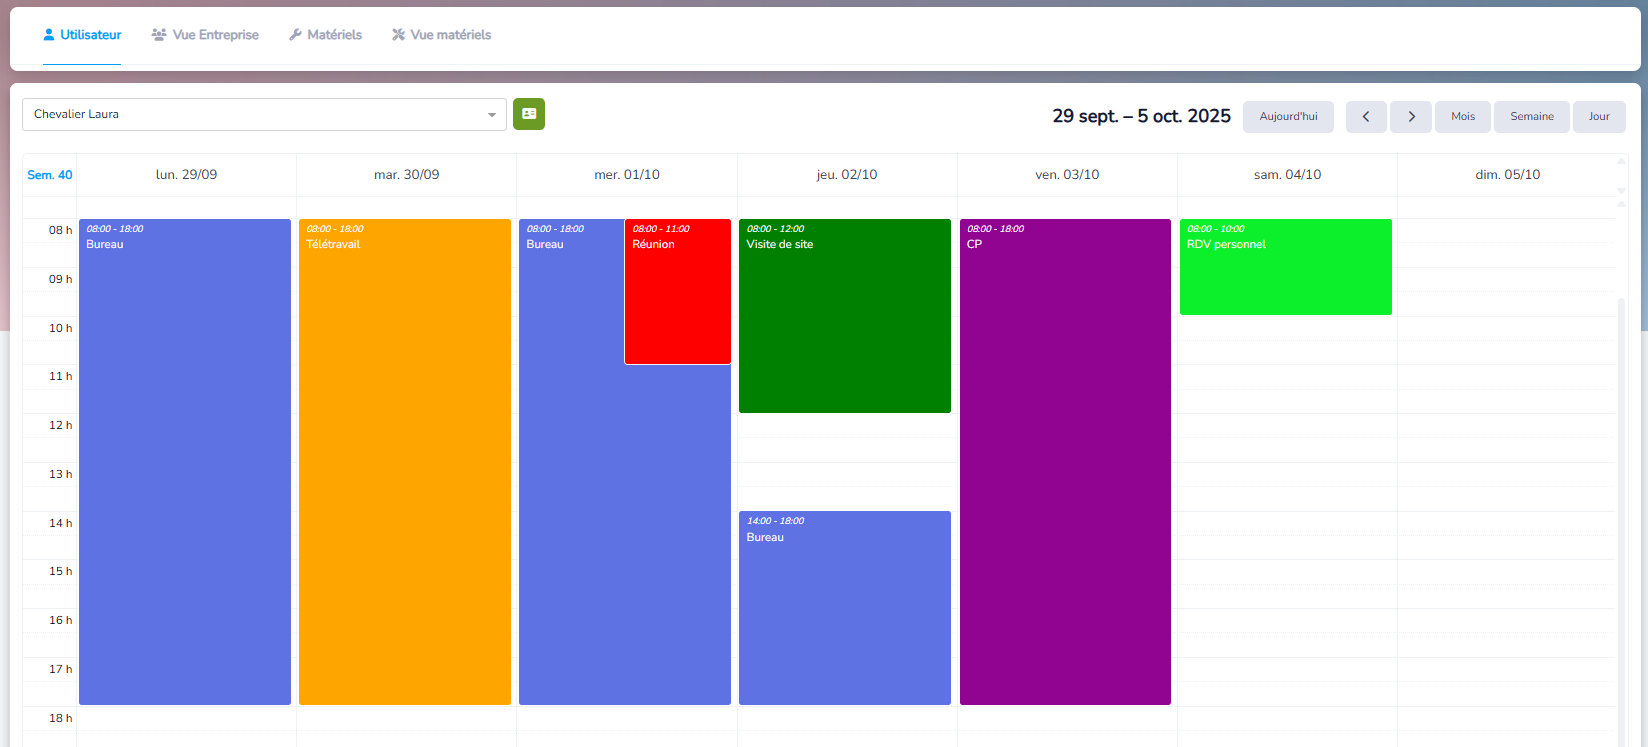 Utilisateur
Vue Entreprise
Matériels
Vue matériels
Chevalier Laura
29 sept. – 5 oct. 2025
Aujourd'hui
Mois
Semaine
Jour
Sem. 40
lun. 29/09
mar. 30/09
mer. 01/10
jeu. 02/10
ven. 03/10
sam. 04/10
dim. 05/10
08 h
09 h
10 h
11 h
12 h
13 h
14 h
15 h
16 h
17 h
18 h
08:00 - 18:00
Bureau
08:00 - 18:00
Télétravail
08:00 - 18:00
Bureau
08:00 - 11:00
Réunion
08:00 - 12:00
Visite de site
14:00 - 18:00
Bureau
08:00 - 18:00
CP
08:00 - 10:00
RDV personnel